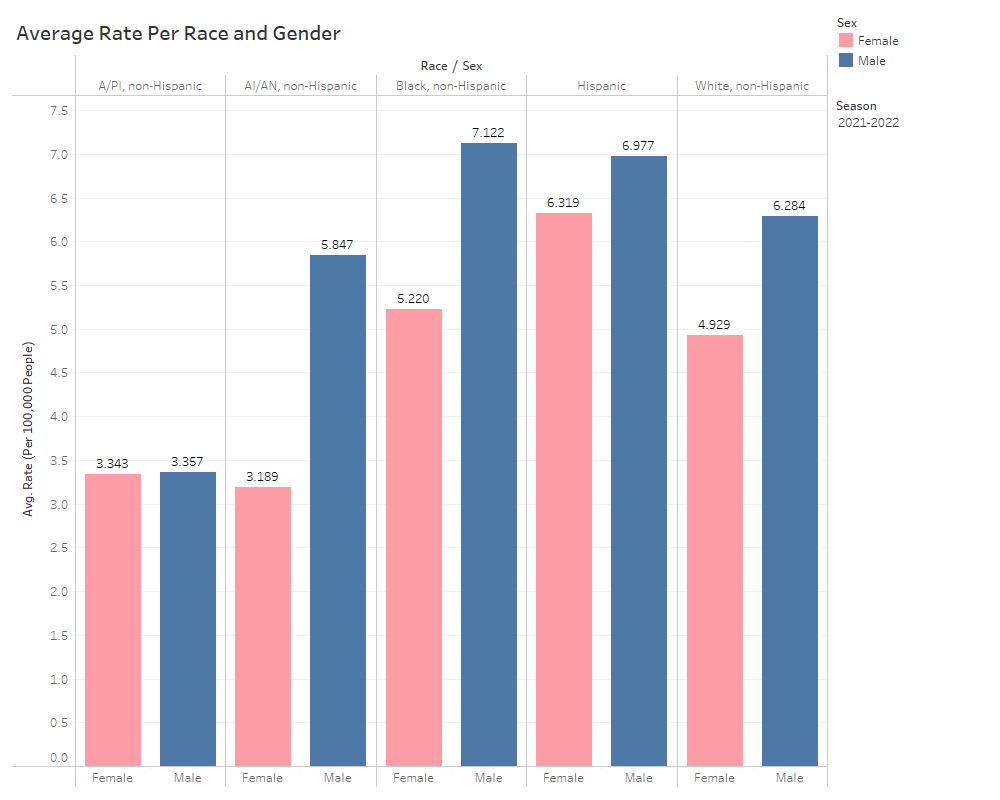 Average Rate Per Race and Gender
Sex
Female
Male
Season
2021-2022
Race / Sex
A/PI, non-Hispanic
AI/AN, non-Hispanic
Black, non-Hispanic
Hispanic
White, non-Hispanic
Avg. Rate (Per 100,000 People)
7.5
7.0
6.5
6.0
5.5
5.0
4.5
4.0
3.5
3.0
2.5
2.0
1.5
1.0
0.5
0.0
3.343
3.357
3.189
5.847
5.220
7.122
6.319
6.977
4.929
6.284
Female
Male
Female
Male
Female
Male
Female
Male
Female
Male